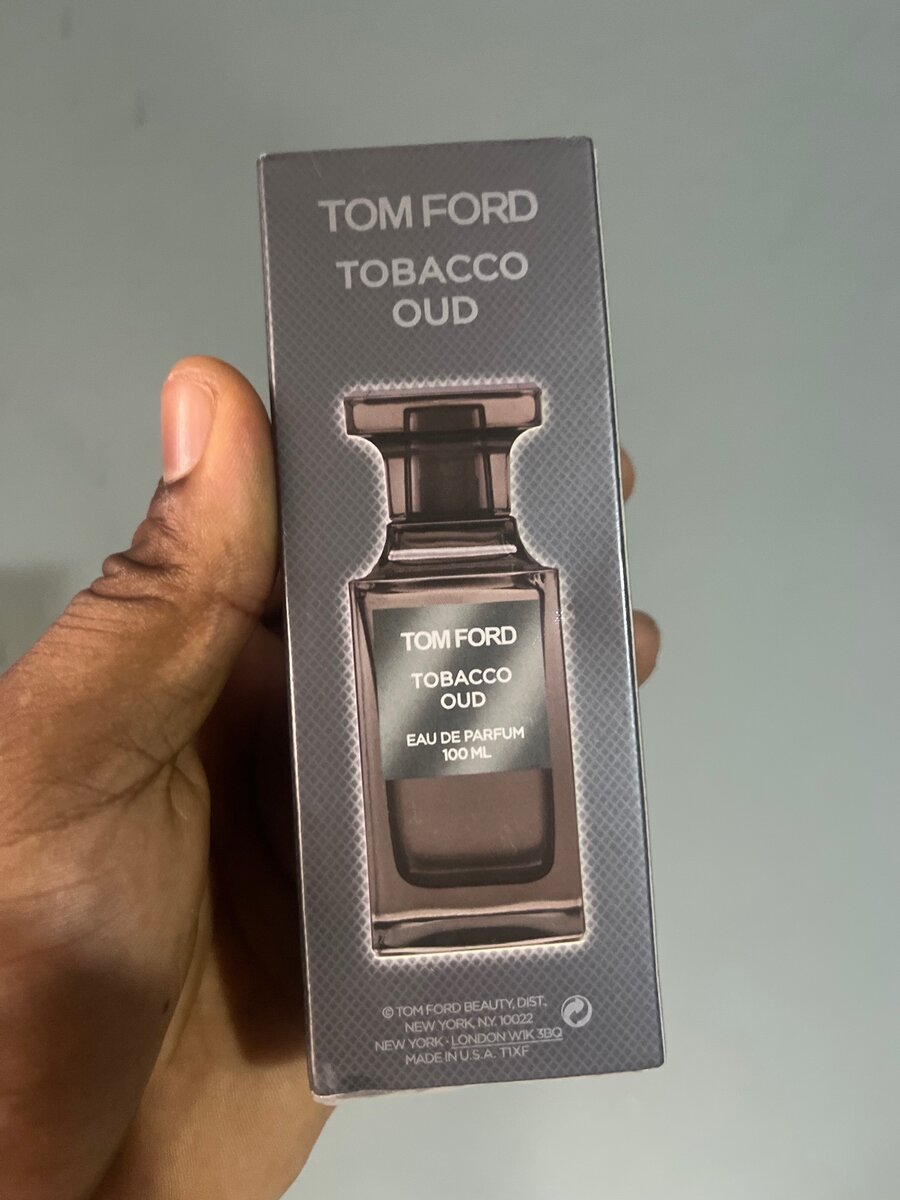 TOM FORD
TOBACCO
OUD
TOM FORD
TOBACCO
OUD
EAU DE PARFUM
100 ML
© TOM FORD BEAUTY, DIST.,
NEW YORK, N.Y. 10022
NEW YORK · LONDON W1K 3BQ
MADE IN U.S.A. T1XF